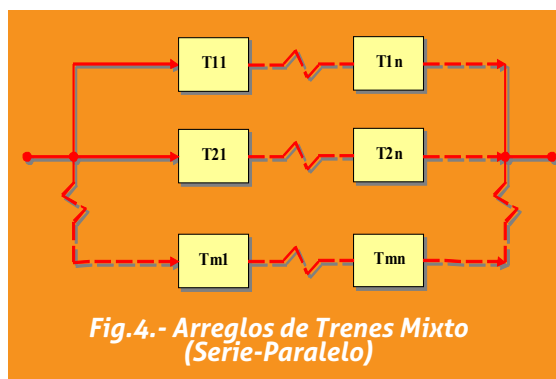 T11 T1n
T21 T2n
Tm1 Tmn
Fig.4.- Arreglos de Trenes Mixto
(Serie-Paralelo)